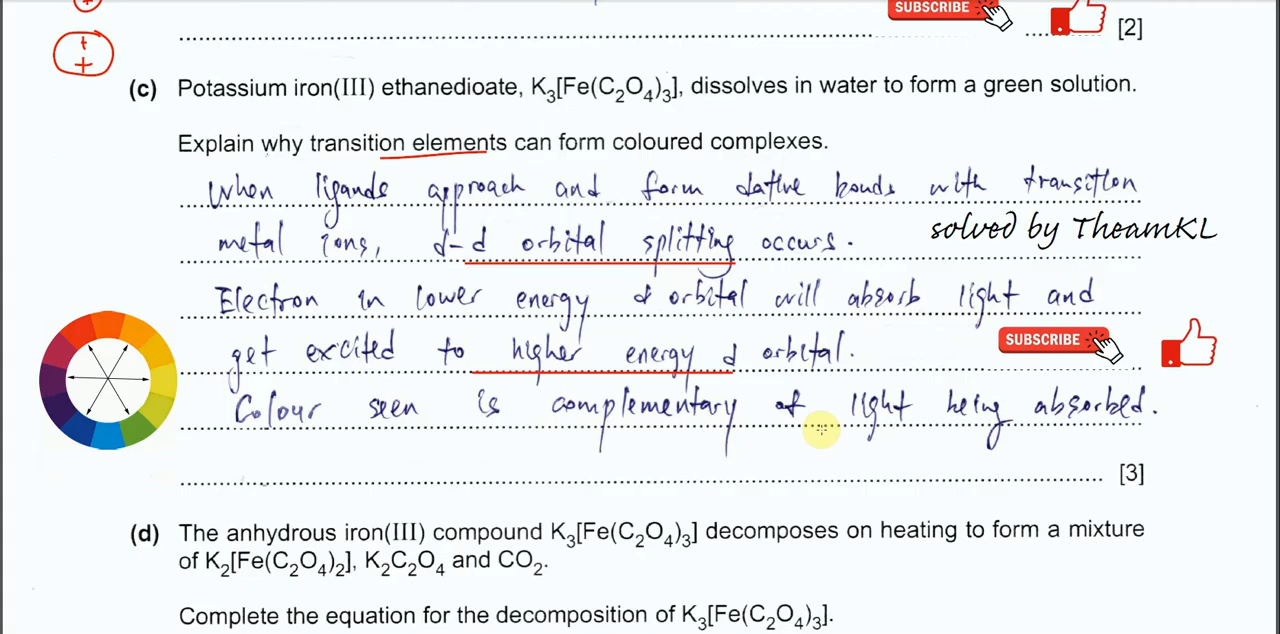 SUBSCRIBE
[2]
+
+
(c) Potassium iron(III) ethanedioate, K₃[Fe(C₂O₄)₃], dissolves in water to form a green solution.
Explain why transition elements can form coloured complexes.
When ligands approach and form dative bonds with transition
metal ions, d-d orbital splitting occurs.
solved by TheamKL
Electron in lower energy d orbital will absorb light and
get excited to higher energy d orbital.
SUBSCRIBE
Colour seen is complementary of light being absorbed.
[3]
(d) The anhydrous iron(III) compound K₃[Fe(C₂O₄)₃] decomposes on heating to form a mixture
of K₂[Fe(C₂O₄)₂], K₂C₂O₄ and CO₂.
Complete the equation for the decomposition of K₃[Fe(C₂O₄)₃].